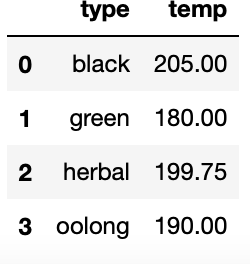 type temp
0 black 205.00
1 green 180.00
2 herbal 199.75
3 oolong 190.00